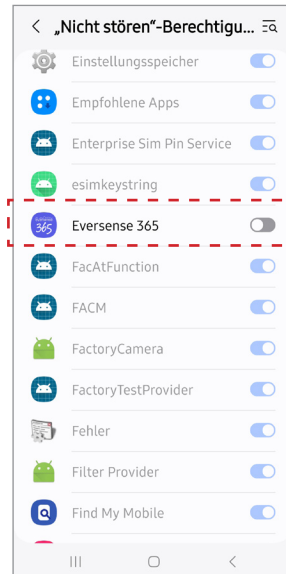 „Nicht stören“-Berechtigu...
Einstellungsspeicher
Empfohlene Apps
Enterprise Sim Pin Service
esimkeystring
365
Eversense 365
FacAtFunction
FACM
FactoryCamera
FactoryTestProvider
Fehler
Filter Provider
Find My Mobile